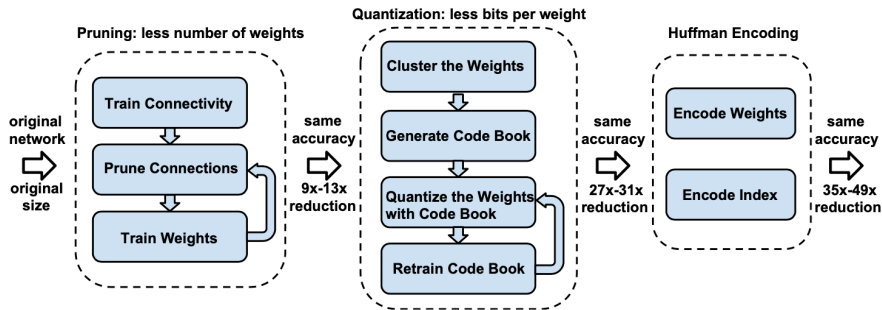 Pruning: less number of weights
Train Connectivity
Prune Connections
Train Weights
original
network
original
size
same
accuracy
9x-13x
reduction
Quantization: less bits per weight
Cluster the Weights
Generate Code Book
Quantize the Weights
with Code Book
Retrain Code Book
same
accuracy
27x-31x
reduction
Huffman Encoding
Encode Weights
Encode Index
same
accuracy
35x-49x
reduction